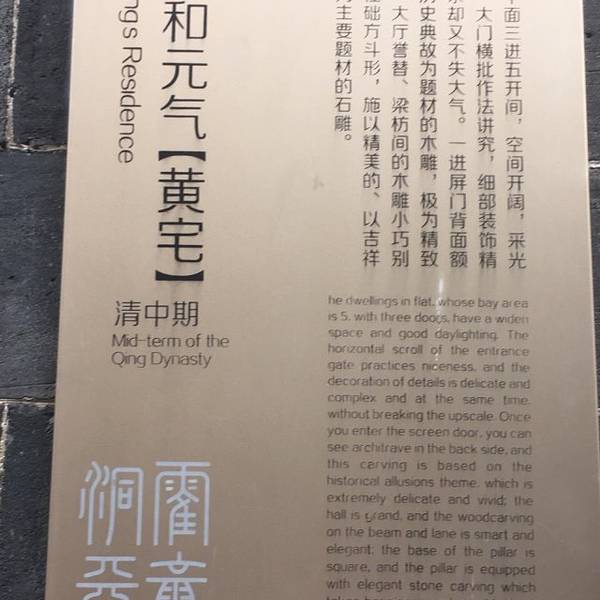 和元气【黄宅】
ng's Residence
清中期
Mid-term of the
Qing Dynasty
面三进五开间，空间开阔，采光
大门横批作法讲究，细部装饰精
却又不失大气。一进屏门背面额
历史典故为题材的木雕，极为精致
大厅誉替、梁枋间的木雕小巧别
础方斗形，施以精美的、以吉祥
主要题材的石雕。
he dwellings in flat, whose bay area
is 5, with three doors, have a widen
space and good daylighting. The
horizontal scroll of the entrance
gate practices niceness, and the
decoration of details is delicate and
complex and at the same time,
without breaking the upscale. Once
you enter the screen door, you can
see architrave in the back side, and
this carving is based on the
historical allusions theme, which is
extremely delicate and vivid; the
hall is grand, and the woodcarving
on the beam and lane is smart and
elegant; the base of the pillar is
square, and the pillar is equipped
with elegant stone carving which